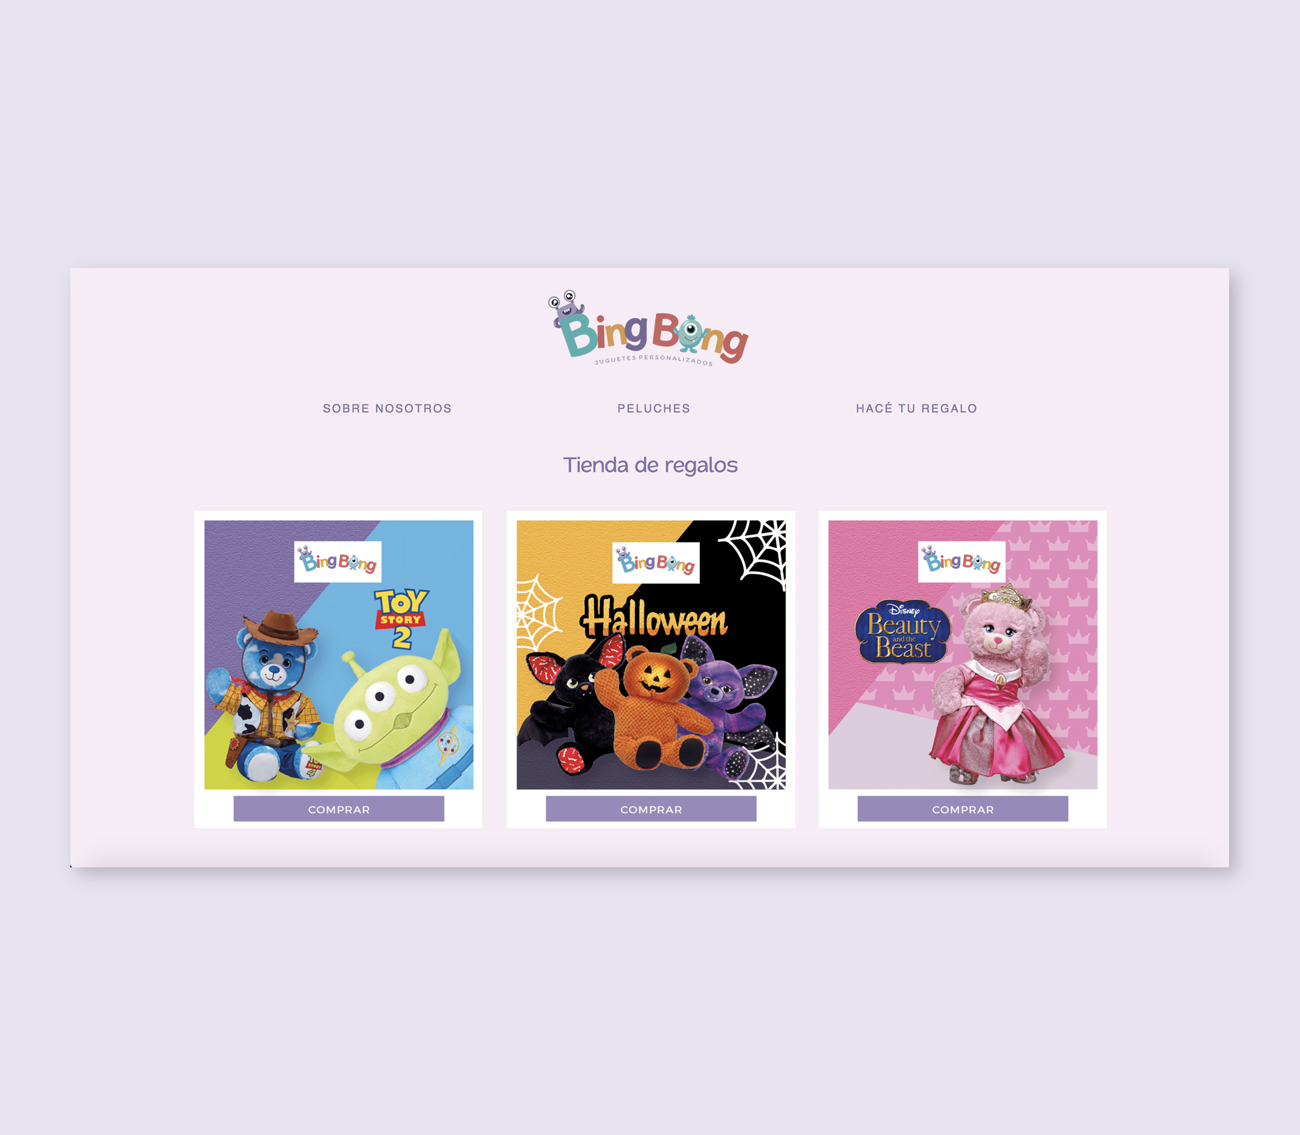 Bing Bong
JUGUETES PERSONALIZADOS
SOBRE NOSOTROS
PELUCHES
HACÉ TU REGALO
Tienda de regalos
Bing Bong
TOY
STORY
2
COMPRAR
Bing Bong
Halloween
COMPRAR
Bing Bong
Disney
Beauty
and the
Beast
COMPRAR